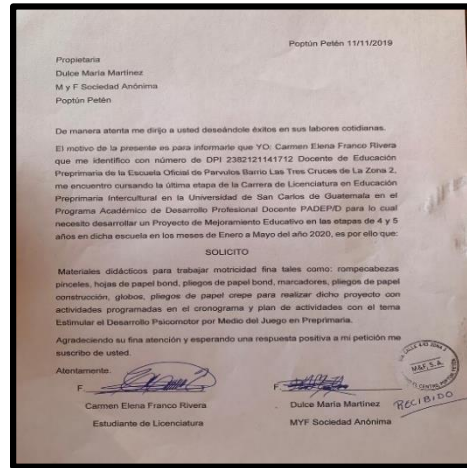 Poptún Petén 11/11/2019
Propietaria
Dulce María Martínez
M y F Sociedad Anónima
Poptún Petén
De manera atenta me dirijo a usted deseándole éxitos en sus labores cotidianas.
El motivo de la presente es para informarle que YO: Carmen Elena Franco Rivera
que me identifico con número de DPI 2382121141712 Docente de Educación
Preprimaria de la Escuela Oficial de Parvulos Barrio Las Tres Cruces de La Zona 2,
me encuentro cursando la última etapa de la Carrera de Licenciatura en Educación
Preprimaria Intercultural en la Universidad de San Carlos de Guatemala en el
Programa Académico de Desarrollo Profesional Docente PADEP/D para lo cual
necesito desarrollar un Proyecto de Mejoramiento Educativo en las etapas de 4 y 5
años en dicha escuela en los meses de Enero a Mayo del año 2020, es por ello que:
SOLICITO
Materiales didácticos para trabajar motricidad fina tales como: rompecabezas
pinceles, hojas de papel bond, pliegos de papel bond, marcadores, pliegos de papel
construcción, globos, pliegos de papel crepe para realizar dicho proyecto con
actividades programadas en el cronograma y plan de actividades con el tema
Estimular el Desarrollo Psicomotor por Medio del Juego en Preprimaria.
Agradeciendo su fina atención y esperando una respuesta positiva a mi petición me
suscribo de usted.
Atentamente.
F F
Carmen Elena Franco Rivera Dulce María Martínez
Estudiante de Licenciatura MYF Sociedad Anónima
M&F, S.A.
RECIBIDO